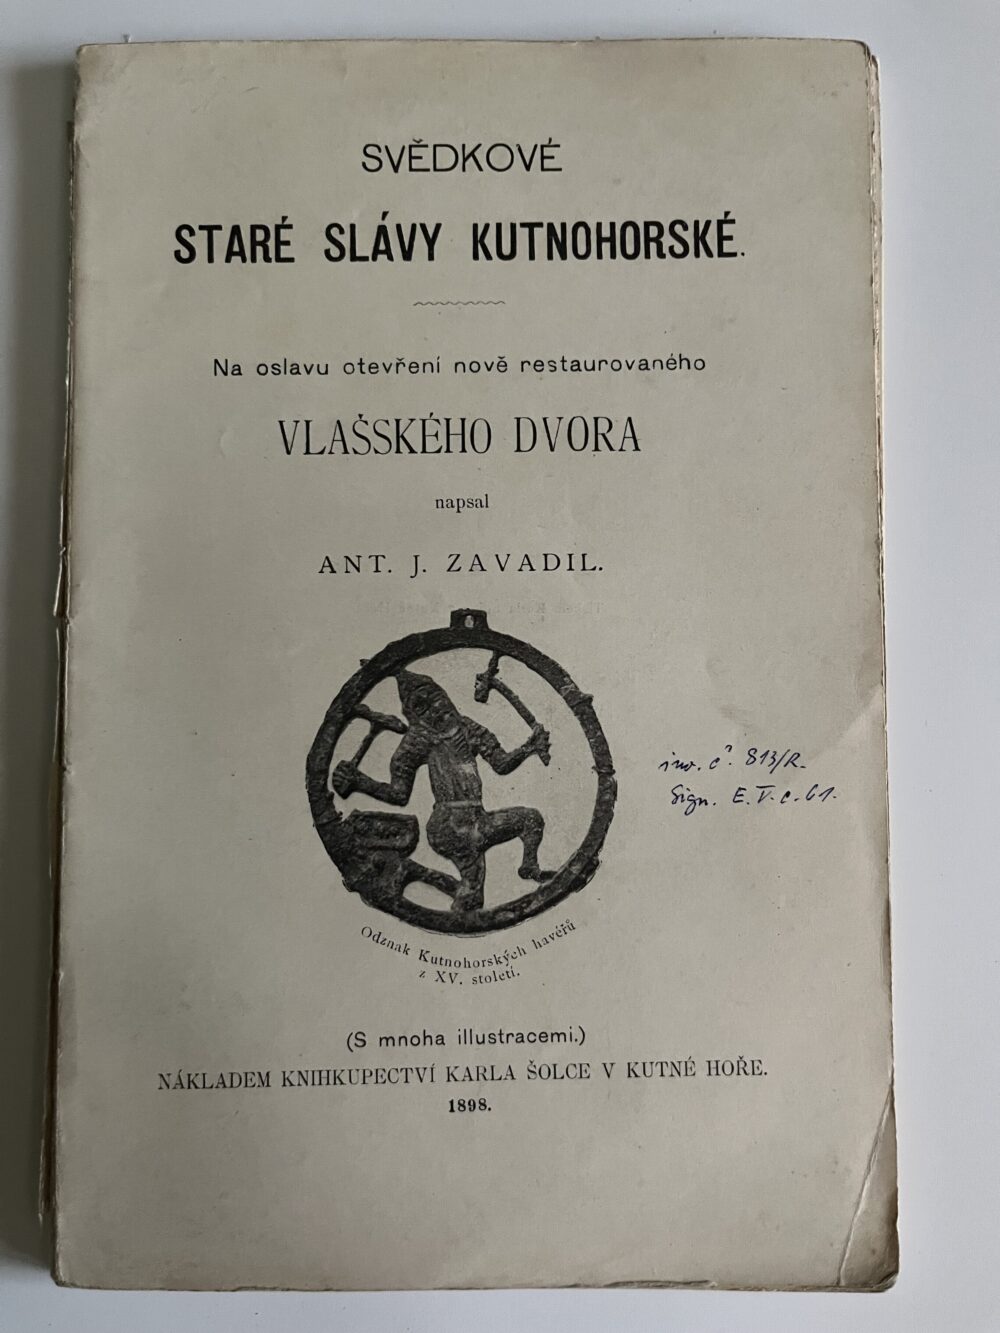 SVĚDKOVÉ
STARÉ SLÁVY KUTNOHORSKÉ.
Na oslavu otevření nově restaurovaného
VLAŠSKÉHO DVORA
napsal
ANT. J. ZAVADIL.
inv. č. 813/R.
Sign. E. V. c. 61.
Odznak Kutnohorských havéřů
z XV. století.
(S mnoha illustracemi.)
NÁKLADEM KNIHKUPECTVÍ KARLA ŠOLCE V KUTNÉ HOŘE.
1898.